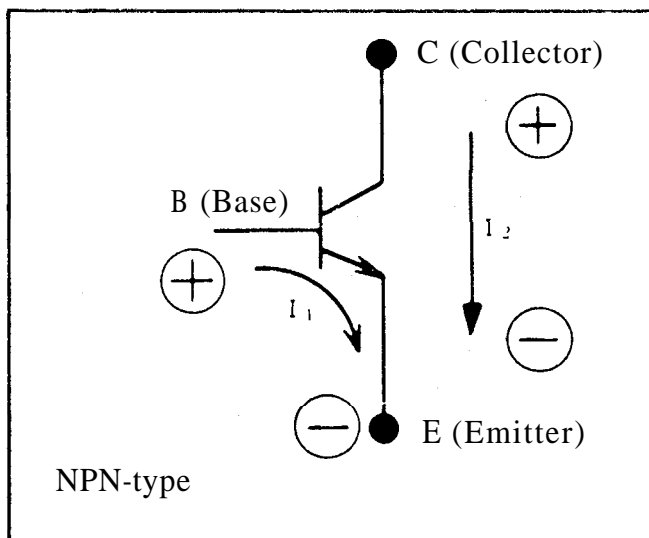 C (Collector)
B (Base)
I₂
I₁
E (Emitter)
NPN-type